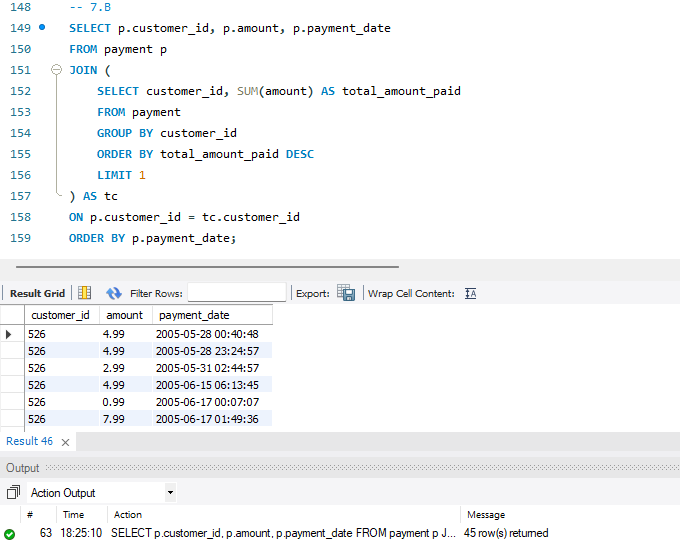 148 -- 7.B
149 SELECT p.customer_id, p.amount, p.payment_date
150 FROM payment p
151 JOIN (
152 SELECT customer_id, SUM(amount) AS total_amount_paid
153 FROM payment
154 GROUP BY customer_id
155 ORDER BY total_amount_paid DESC
156 LIMIT 1
157 ) AS tc
158 ON p.customer_id = tc.customer_id
159 ORDER BY p.payment_date;
Result Grid Filter Rows: Export: Wrap Cell Content: IA
customer_id amount payment_date
526 4.99 2005-05-28 00:40:48
526 4.99 2005-05-28 23:24:57
526 2.99 2005-05-31 02:44:57
526 4.99 2005-06-15 06:13:45
526 0.99 2005-06-17 00:07:07
526 7.99 2005-06-17 01:49:36
Result 46
Output
Action Output
# Time Action Message
63 18:25:10 SELECT p.customer_id, p.amount, p.payment_date FROM payment p J... 45 row(s) returned